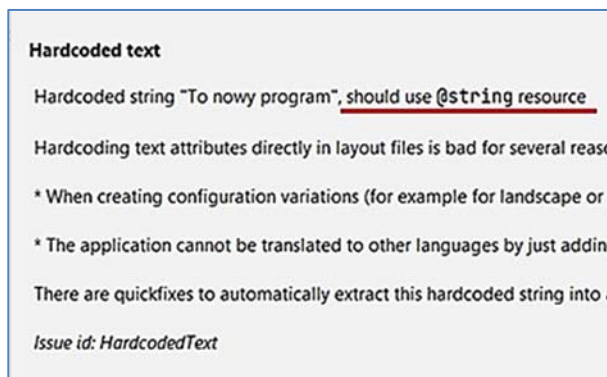 Hardcoded text
Hardcoded string "To nowy program", should use @string resource
Hardcoding text attributes directly in layout files is bad for several
* When creating configuration variations (for example for landscape or
* The application cannot be translated to other languages by just
There are quickfixes to automatically extract this hardcoded string into
Issue id: HardcodedText